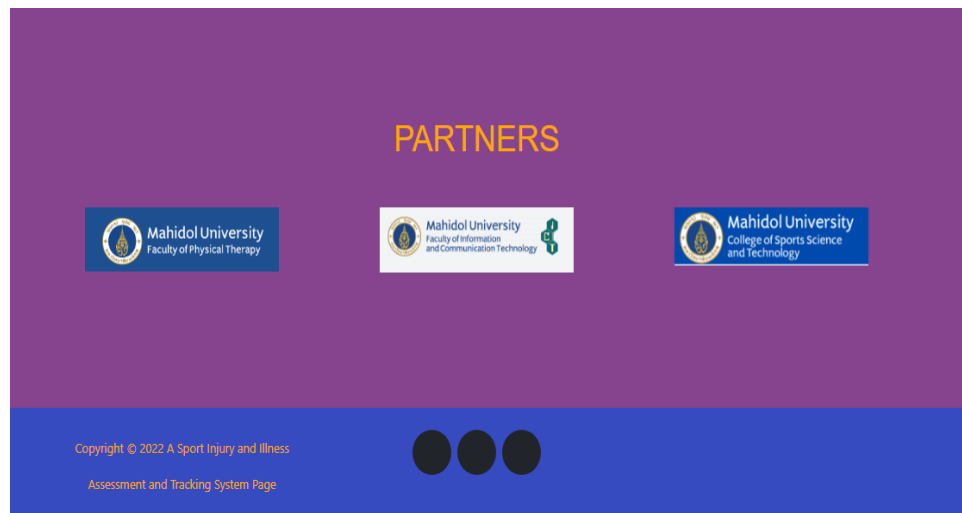 PARTNERS
Mahidol University
Faculty of Physical Therapy
Mahidol University
Faculty of Information
and Communication Technology
ICT
Mahidol University
College of Sports Science
and Technology
Copyright © 2022 A Sport Injury and Illness
Assessment and Tracking System Page